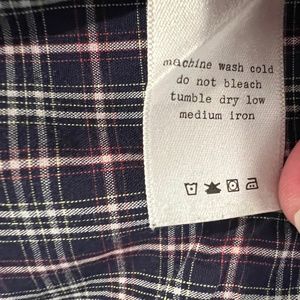 machine wash cold
do not bleach
tumble dry low
medium iron